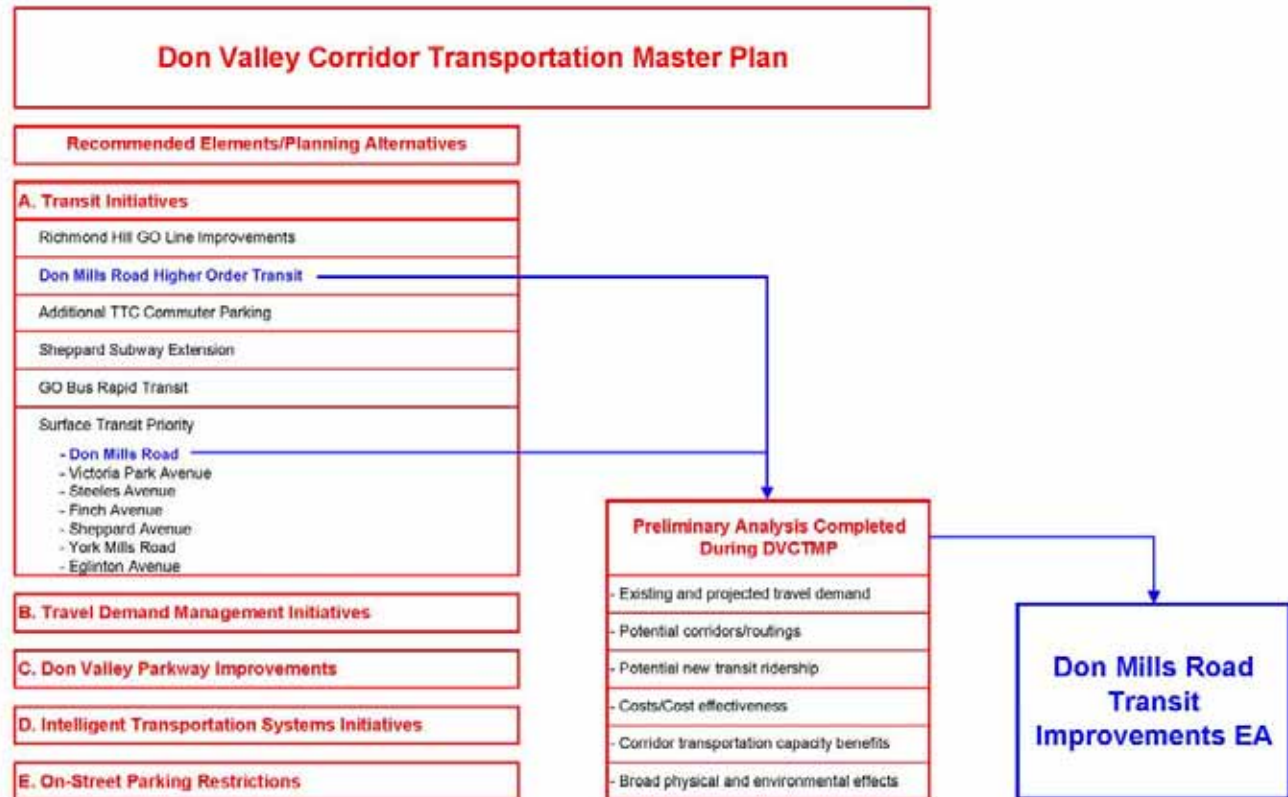 Don Valley Corridor Transportation Master Plan
Recommended Elements/Planning Alternatives
A. Transit Initiatives
Richmond Hill GO Line Improvements
Don Mills Road Higher Order Transit
Additional TTC Commuter Parking
Sheppard Subway Extension
GO Bus Rapid Transit
Surface Transit Priority
- Don Mills Road
- Victoria Park Avenue
- Steeles Avenue
- Finch Avenue
- Sheppard Avenue
- York Mills Road
- Eglinton Avenue
B. Travel Demand Management Initiatives
C. Don Valley Parkway Improvements
D. Intelligent Transportation Systems Initiatives
E. On-Street Parking Restrictions
Preliminary Analysis Completed
During DVCTMP
- Existing and projected travel demand
- Potential corridors/routings
- Potential new transit ridership
- Costs/Cost effectiveness
- Corridor transportation capacity benefits
- Broad physical and environmental effects
Don Mills Road
Transit
Improvements EA